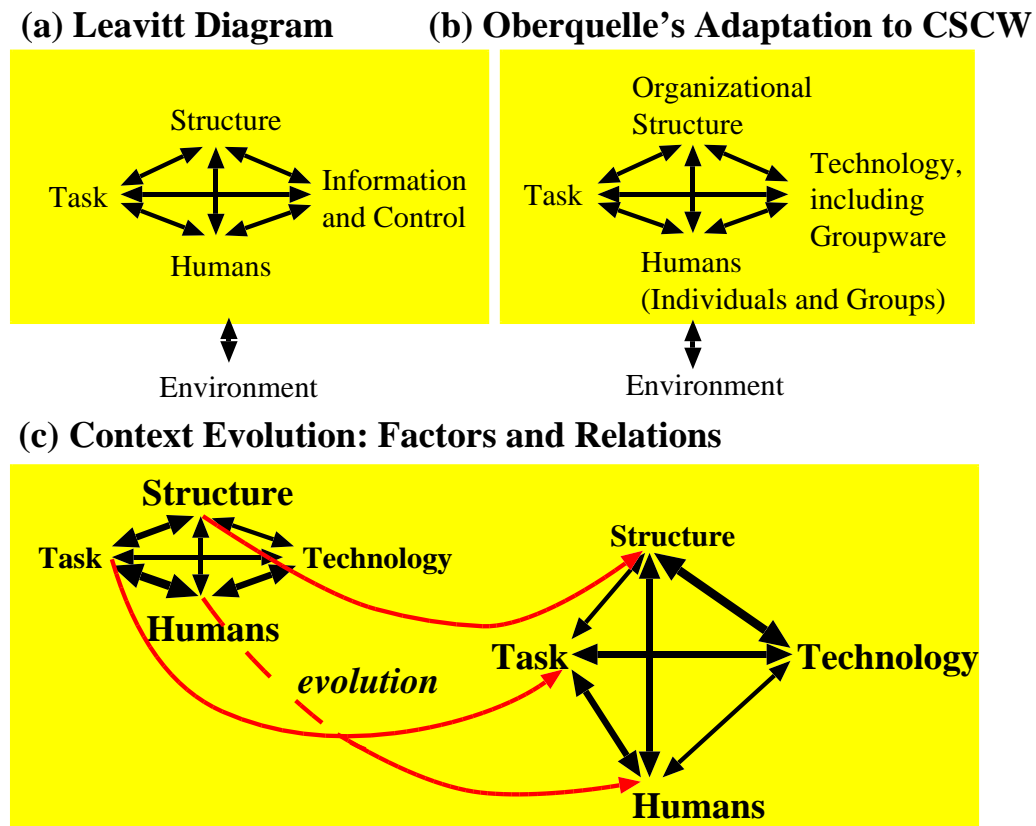 (a) Leavitt Diagram
Structure
Task
Information
and Control
Humans
Environment
(b) Oberquelle's Adaptation to CSCW
Organizational
Structure
Task
Technology,
including
Groupware
Humans
(Individuals and Groups)
Environment
(c) Context Evolution: Factors and Relations
Structure
Task
Technology
Humans
evolution
Structure
Task
Technology
Humans